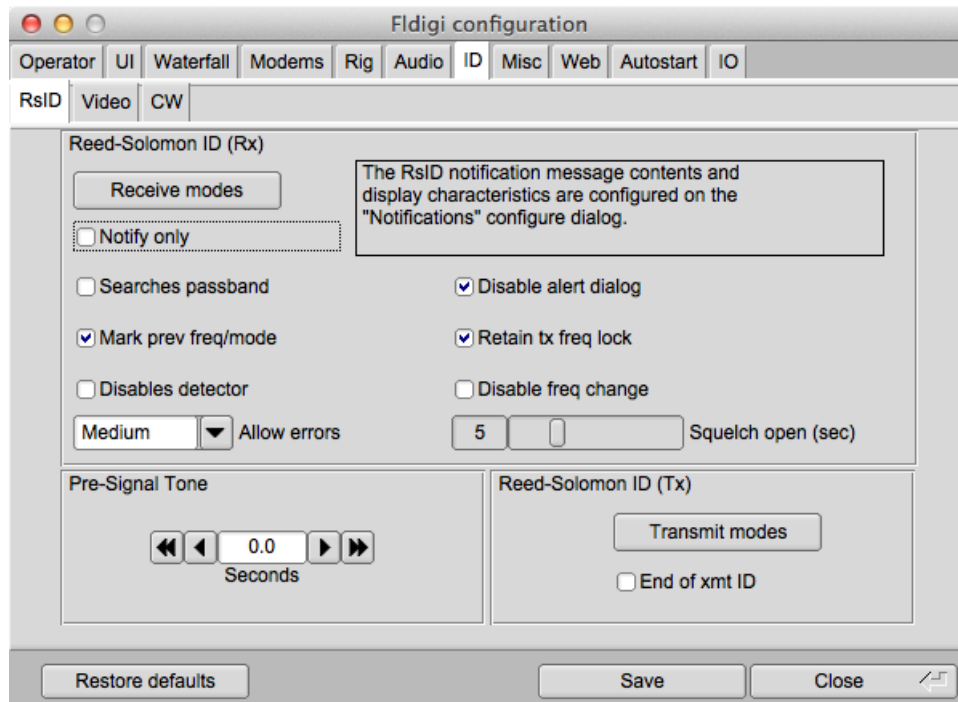 Fldigi configuration
Operator UI Waterfall Modems Rig Audio ID Misc Web Autostart IO
RsID Video CW
Reed-Solomon ID (Rx)
Receive modes
The RsID notification message contents and
display characteristics are configured on the
"Notifications" configure dialog.
Notify only
Searches passband
Disable alert dialog
Mark prev freq/mode
Retain tx freq lock
Disables detector
Disable freq change
Medium Allow errors
5 Squelch open (sec)
Pre-Signal Tone
0.0
Seconds
Reed-Solomon ID (Tx)
Transmit modes
End of xmt ID
Restore defaults
Save
Close